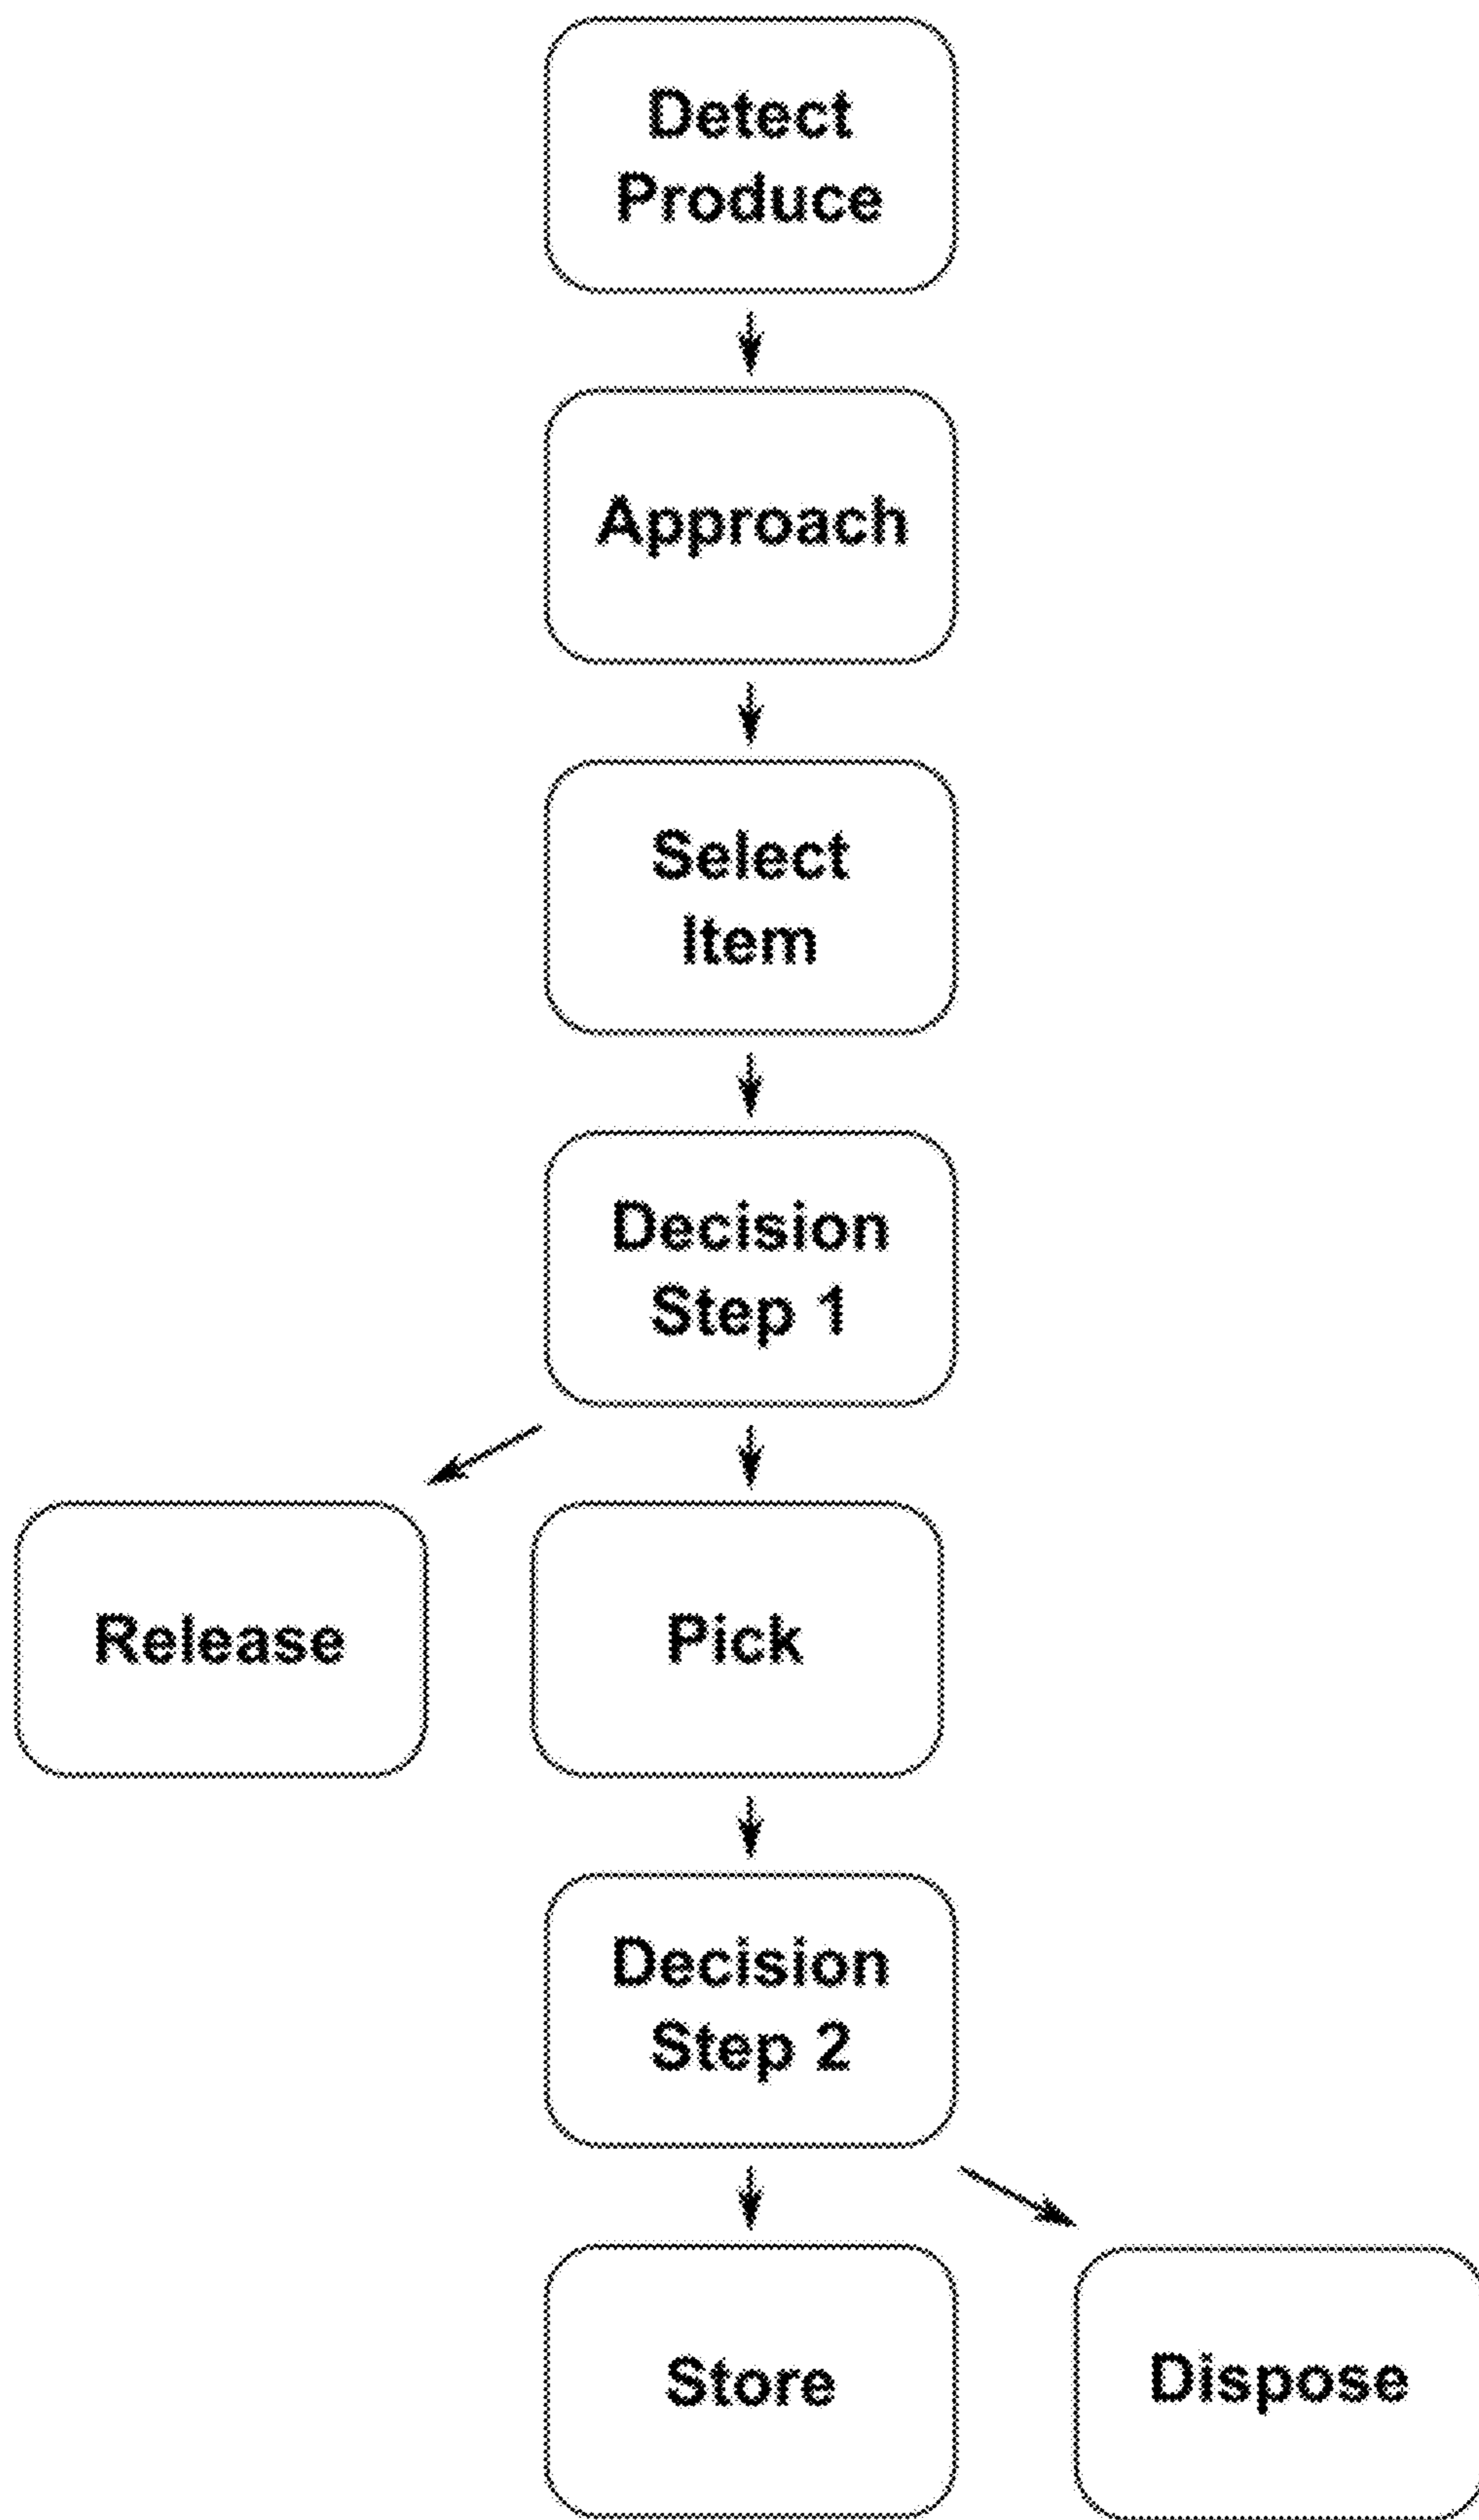 Detect
Produce
Approach
Select
Item
Decision
Step 1
Release
Pick
Decision
Step 2
Store
Dispose